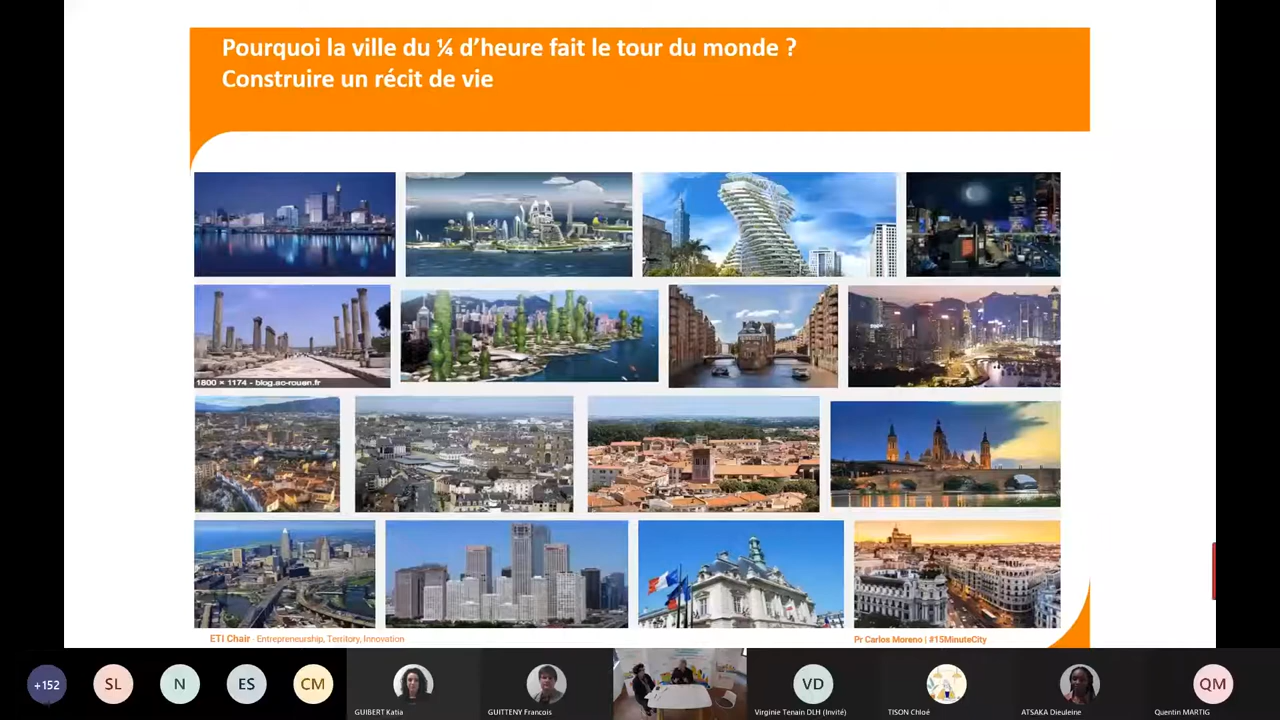 Pourquoi la ville du ¼ d’heure fait le tour du monde ?
Construire un récit de vie
1800 × 1174 - blog.ac-rouen.fr
ETI Chair - Entrepreneurship, Territory, Innovation
Pr Carlos Moreno | #15MinuteCity
+152
SL
N
ES
CM
VD
QM
GUIBERT Katia
GUITTENY Francois
Virginie Tenain DLH (Invité)
TISON Chloé
ATSAKA Dieuleine
Quentin MARTIG